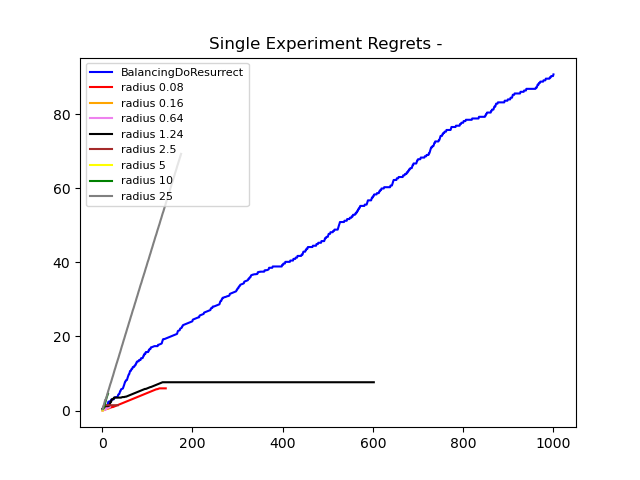 Single Experiment Regrets -
BalancingDoResurrect
radius 0.08
radius 0.16
radius 0.64
radius 1.24
radius 2.5
radius 5
radius 10
radius 25
80
60
40
20
0
0 200 400 600 800 1000